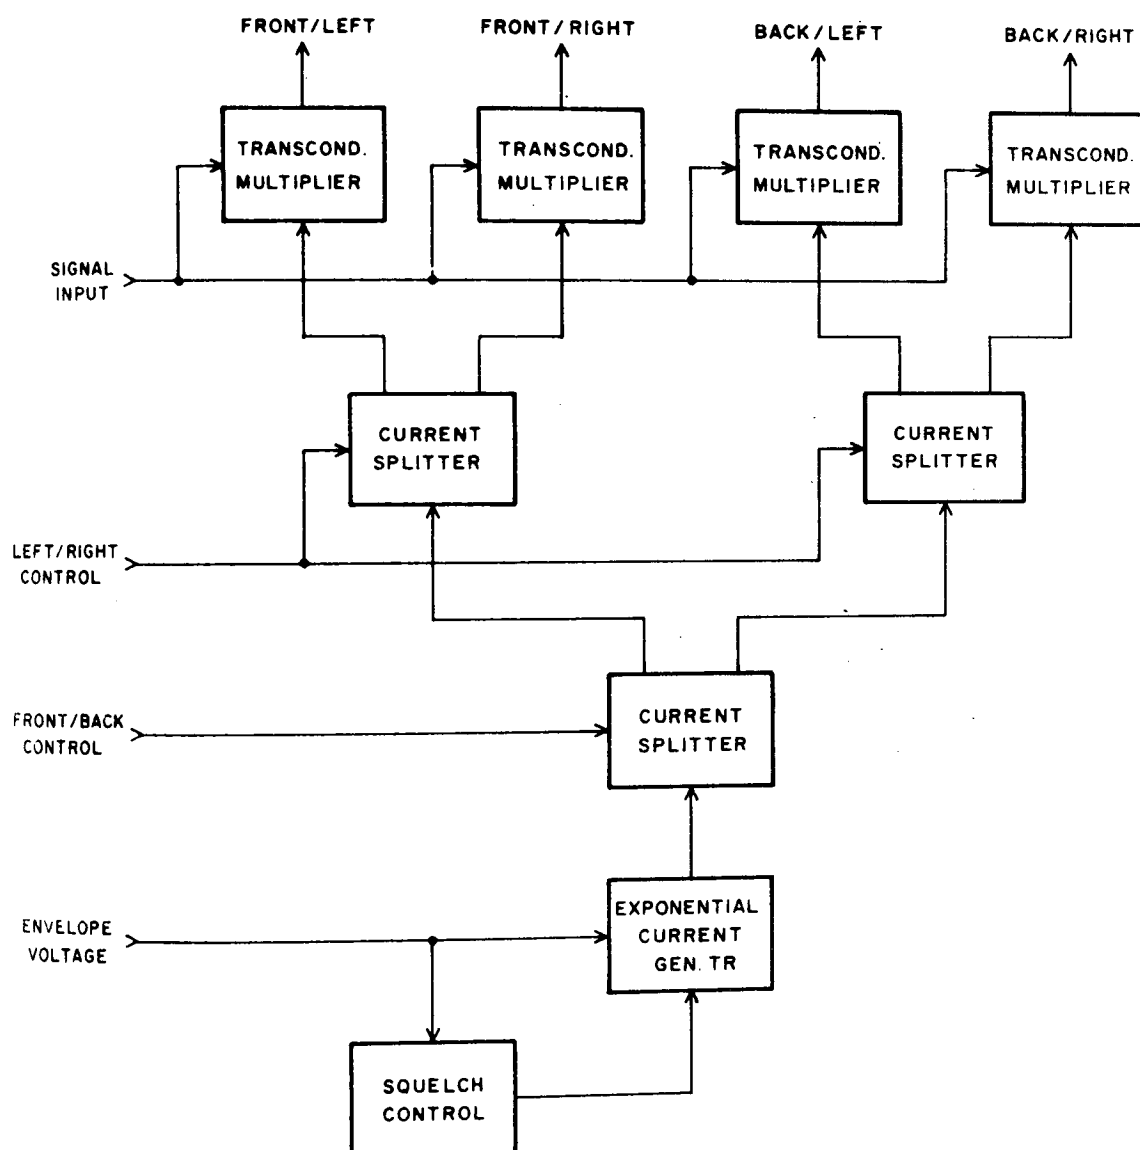 FRONT/LEFT
FRONT/RIGHT
BACK/LEFT
BACK/RIGHT
TRANSCOND.
MULTIPLIER
TRANSCOND.
MULTIPLIER
TRANSCOND.
MULTIPLIER
TRANSCOND.
MULTIPLIER
SIGNAL
INPUT
CURRENT
SPLITTER
CURRENT
SPLITTER
LEFT/RIGHT
CONTROL
CURRENT
SPLITTER
FRONT/BACK
CONTROL
EXPONENTIAL
CURRENT
GEN. TR
ENVELOPE
VOLTAGE
SQUELCH
CONTROL